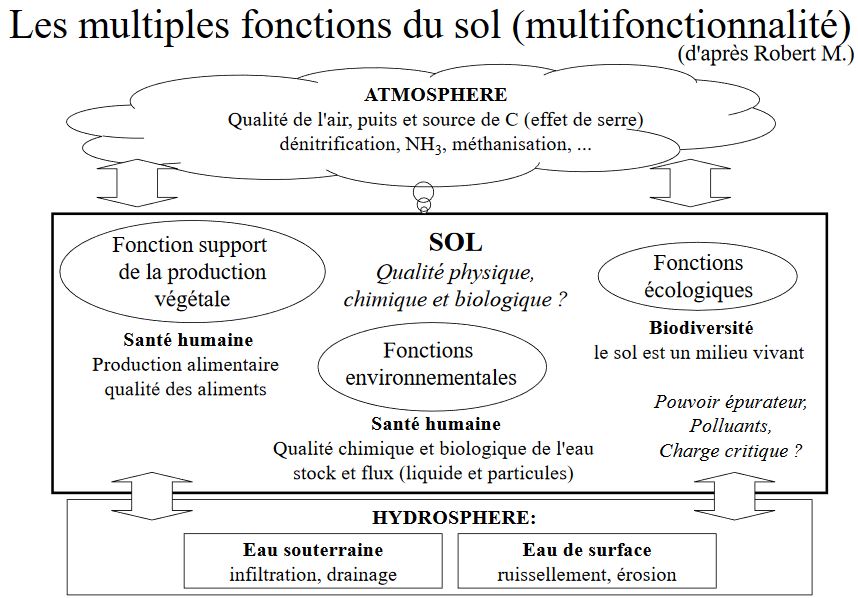 Les multiples fonctions du sol (multifonctionnalité)
(d'après Robert M.)
ATMOSPHERE
Qualité de l'air, puits et source de C (effet de serre)
dénitrification, NH3, méthanisation, ...
SOL
Qualité physique,
chimique et biologique ?
Fonction support
de la production
végétale
Santé humaine
Production alimentaire
qualité des aliments
Fonctions
environnementales
Santé humaine
Qualité chimique et biologique de l'eau
stock et flux (liquide et particules)
Fonctions
écologiques
Biodiversité
le sol est un milieu vivant
Pouvoir épurateur,
Polluants,
Charge critique ?
HYDROSPHERE:
Eau souterraine
infiltration, drainage
Eau de surface
ruissellement, érosion